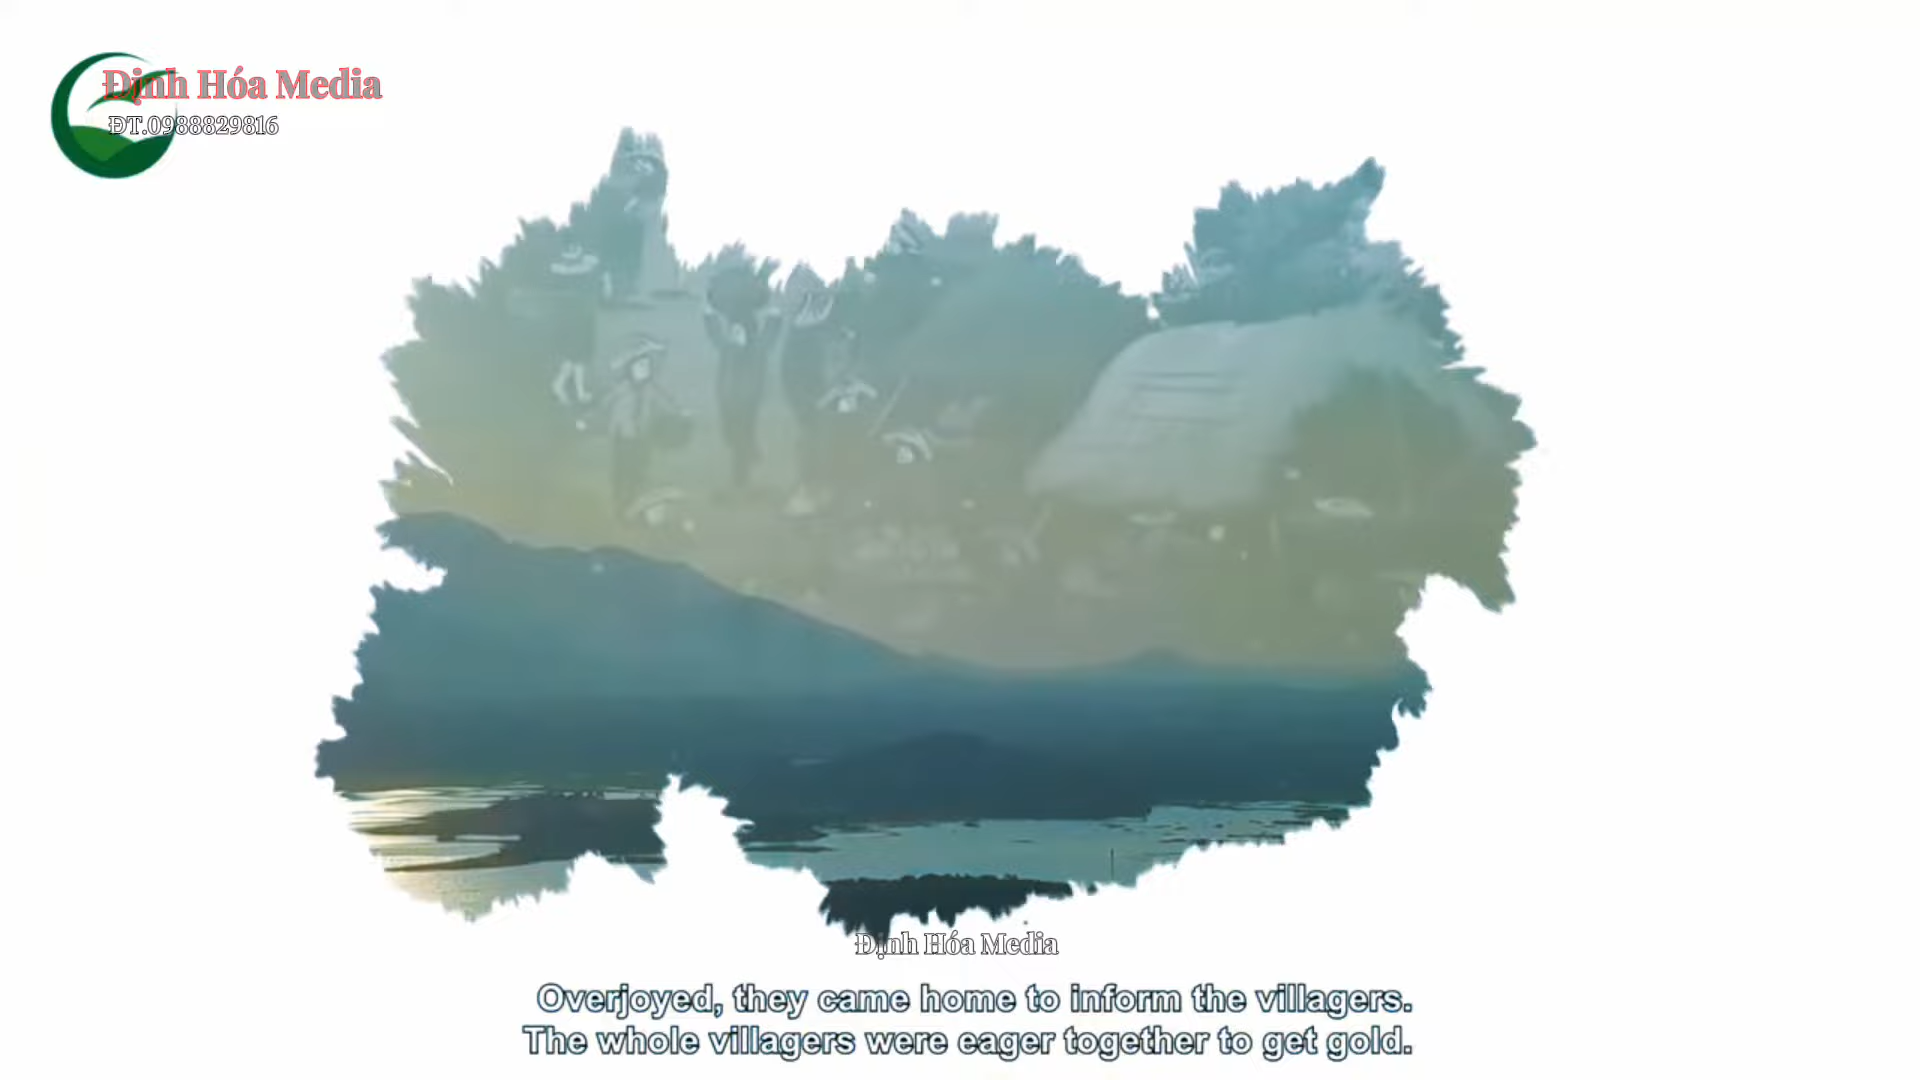 Định Hóa Media
ĐT.0988829816
Định Hóa Media
Overjoyed, they came home to inform the villagers.
The whole villagers were eager together to get gold.